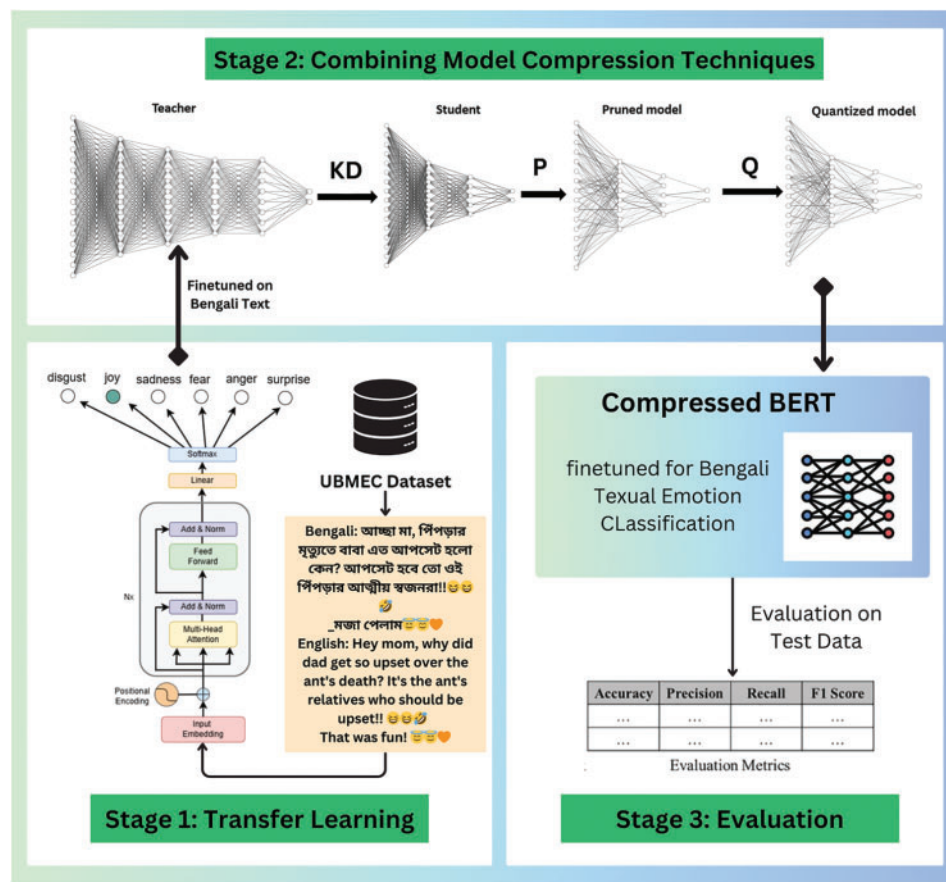 Stage 2: Combining Model Compression Techniques
Teacher
Student
Pruned model
Quantized model
KD
P
Q
Finetuned on
Bengali Text
disgust
joy
sadness
fear
anger
surprise
Softmax
Linear
Add & Norm
Feed
Forward
Nx
Add & Norm
Multi-Head
Attention
Positional
Encoding
Input
Embedding
UBMEC Dataset
Bengali: আচ্ছা মা, পিঁপড়ার
মৃত্যুতে বাবা এত আপসেট হলো
কেন? আপসেট হবে তো ওই
পিঁপড়ার আত্মীয় স্বজনরা!!😆😆
🤣
_মজা পেলাম😇😇🧡
English: Hey mom, why did
dad get so upset over the
ant's death? It's the ant's
relatives who should be
upset!! 😆😆🤣
That was fun! 😇😇🧡
Stage 1: Transfer Learning
Compressed BERT
finetuned for Bengali
Texual Emotion
CLassification
Evaluation on
Test Data
Accuracy Precision Recall F1 Score
... ... ... ...
... ... ... ...
Evaluation Metrics
Stage 3: Evaluation